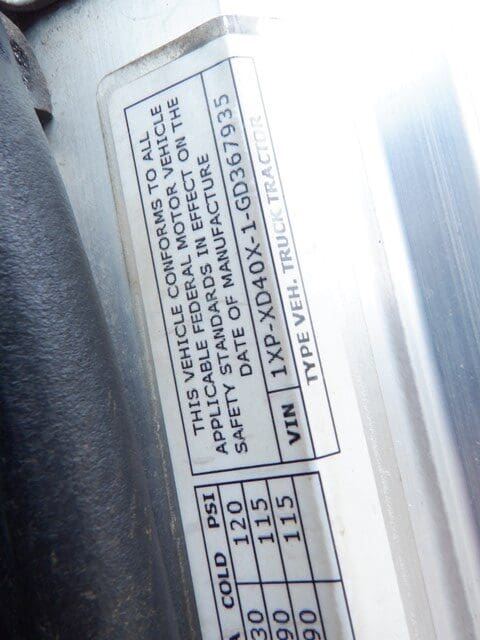 THIS VEHICLE CONFORMS TO ALL
APPLICABLE FEDERAL MOTOR VEHICLE
SAFETY STANDARDS IN EFFECT ON THE
DATE OF MANUFACTURE
VIN 1XP-XD40X-1-GD367935
TYPE VEH. TRUCK TRACTOR
COLD PSI
120
30 115
90 115
90